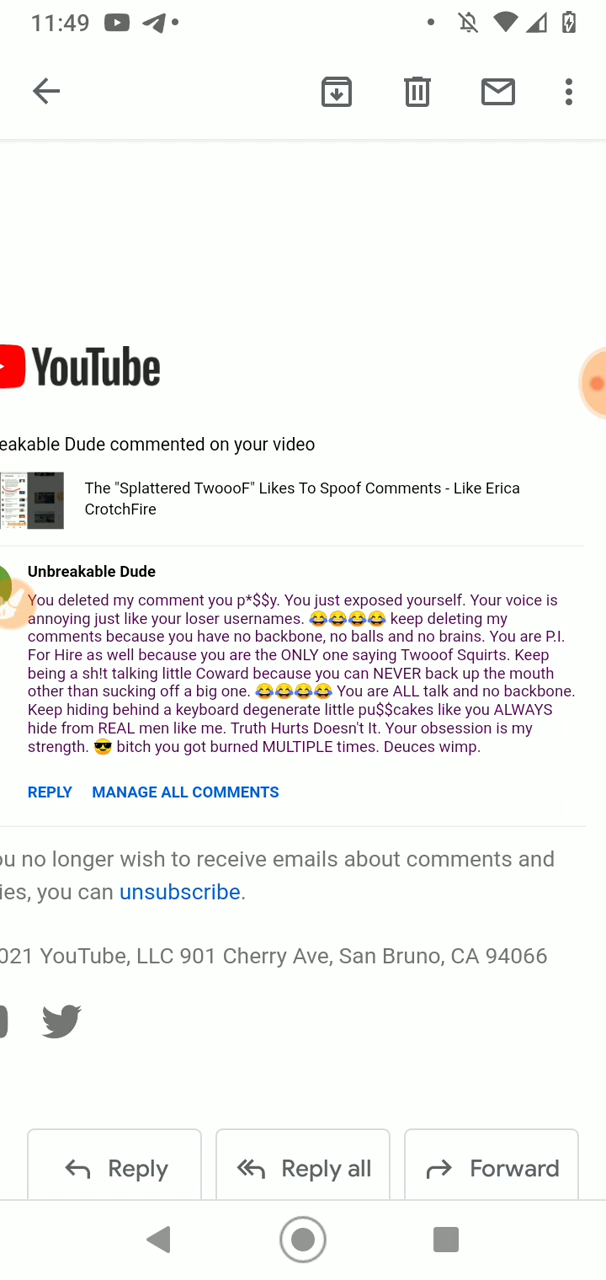 11:49
YouTube
eakable Dude commented on your video
The "Splattered TwoooF" Likes To Spoof Comments - Like Erica
CrotchFire
Unbreakable Dude
You deleted my comment you p*$$y. You just exposed yourself. Your voice is
annoying just like your loser usernames. 😂😂😂😂 keep deleting my
comments because you have no backbone, no balls and no brains. You are P.I.
For Hire as well because you are the ONLY one saying Twooof Squirts. Keep
being a sh!t talking little Coward because you can NEVER back up the mouth
other than sucking off a big one. 😂😂😂😂 You are ALL talk and no backbone.
Keep hiding behind a keyboard degenerate little pu$$cakes like you ALWAYS
hide from REAL men like me. Truth Hurts Doesn't It. Your obsession is my
strength. 😎 bitch you got burned MULTIPLE times. Deuces wimp.
REPLY MANAGE ALL COMMENTS
ou no longer wish to receive emails about comments and
ies, you can unsubscribe.
021 YouTube, LLC 901 Cherry Ave, San Bruno, CA 94066
Reply Reply all Forward